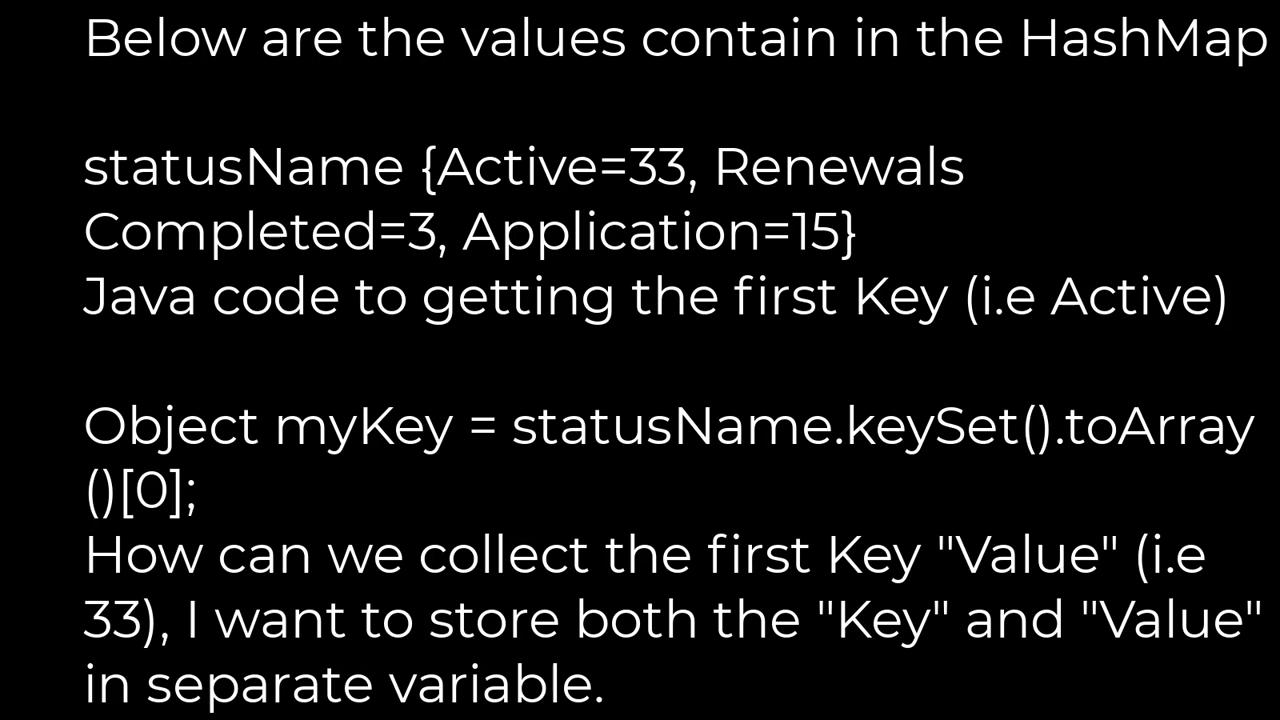 Below are the values contain in the HashMap
statusName {Active=33, Renewals
Completed=3, Application=15}
Java code to getting the first Key (i.e Active)
Object myKey = statusName.keySet().toArray
()[0];
How can we collect the first Key "Value" (i.e
33), I want to store both the "Key" and "Value"
in separate variable.